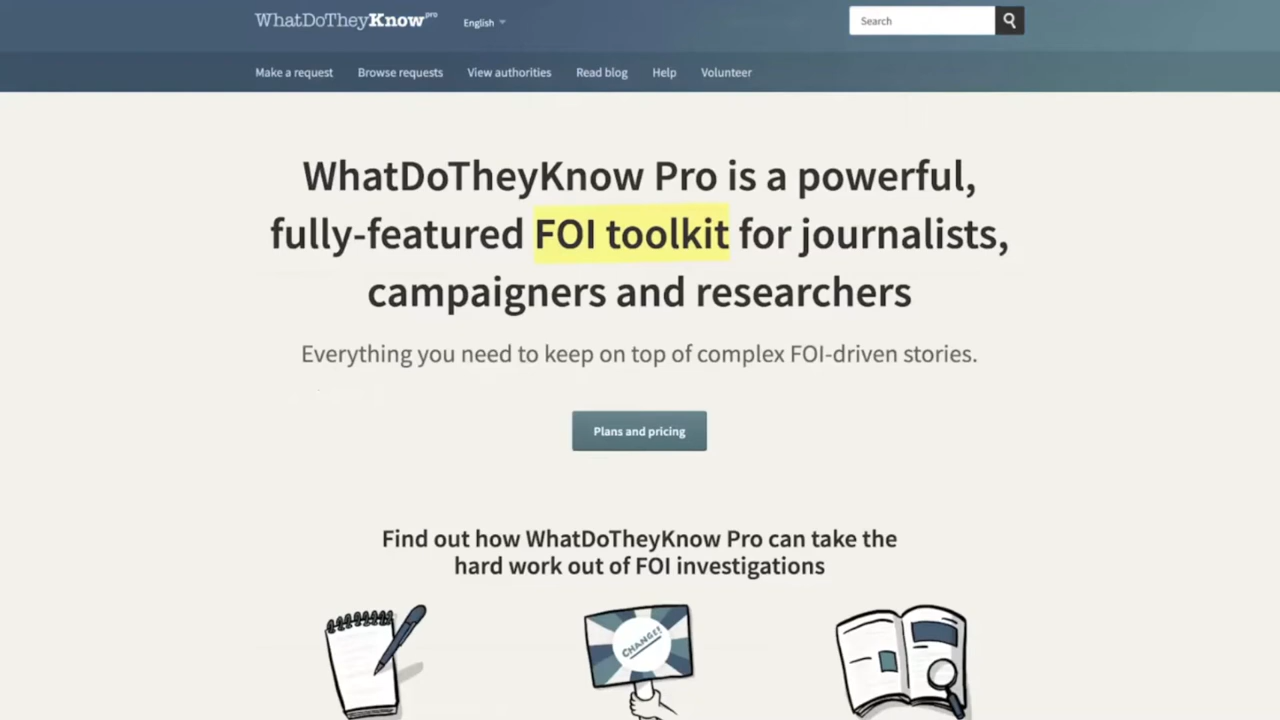 WhatDoTheyKnow pro
English
Search
Make a request
Browse requests
View authorities
Read blog
Help
Volunteer
WhatDoTheyKnow Pro is a powerful,
fully-featured FOI toolkit for journalists,
campaigners and researchers
Everything you need to keep on top of complex FOI-driven stories.
Plans and pricing
Find out how WhatDoTheyKnow Pro can take the
hard work out of FOI investigations
CHANGE!